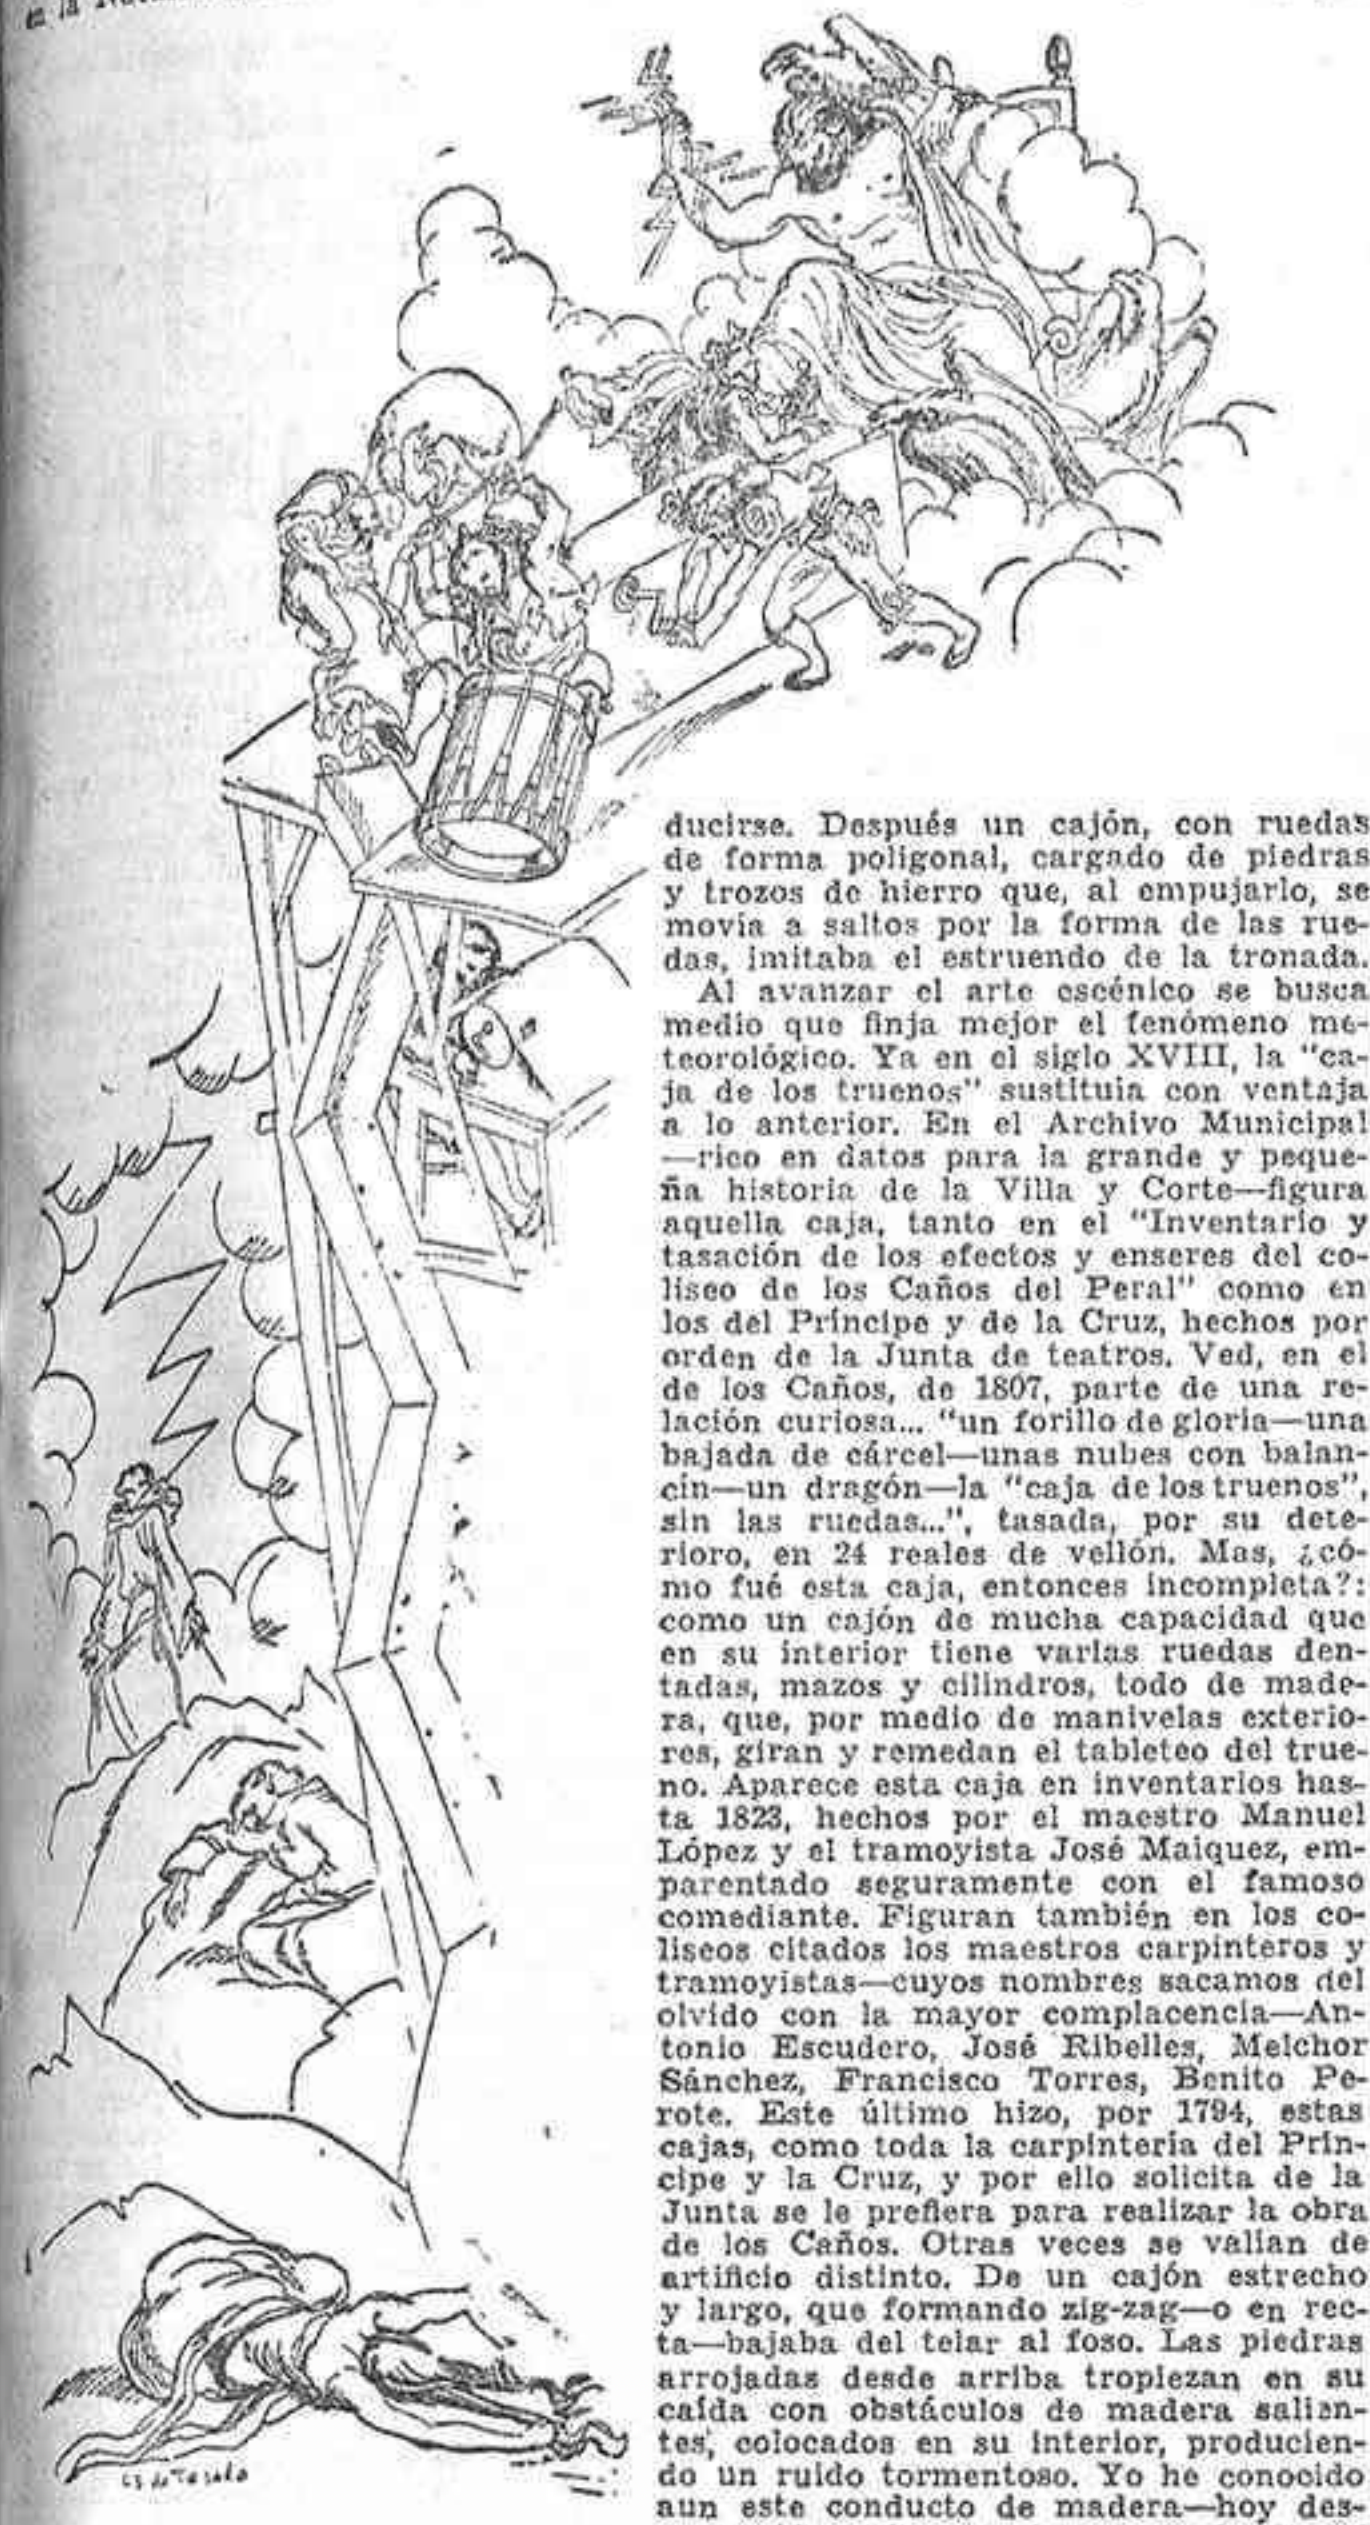 en la
ducirse. Después un cajón, con ruedas
de forma poligonal, cargado de piedras
y trozos de hierro que, al empujarlo, se
movía a saltos por la forma de las rue-
das, imitaba el estruendo de la tronada.
Al avanzar el arte escénico se busca
medio que finja mejor el fenómeno me-
teorológico. Ya en el siglo XVIII, la "ca-
ja de los truenos" sustituía con ventaja
a lo anterior. En el Archivo Municipal
—rico en datos para la grande y peque-
ña historia de la Villa y Corte—figura
aquella caja, tanto en el "Inventario y
tasación de los efectos y enseres del co-
liseo de los Caños del Peral" como en
los del Príncipe y de la Cruz, hechos por
orden de la Junta de teatros. Ved, en el
de los Caños, de 1807, parte de una re-
lación curiosa... "un forillo de gloria—una
bajada de cárcel—unas nubes con balan-
cín—un dragón—la "caja de los truenos",
sin las ruedas...", tasada, por su dete-
rioro, en 24 reales de vellón. Mas, ¿có-
mo fué esta caja, entonces incompleta?:
como un cajón de mucha capacidad que
en su interior tiene varias ruedas den-
tadas, mazos y cilindros, todo de made-
ra, que, por medio de manivelas exterio-
res, giran y remedan el tableteo del true-
no. Aparece esta caja en inventarios has-
ta 1823, hechos por el maestro Manuel
López y el tramoyista José Maiquez, em-
parentado seguramente con el famoso
comediante. Figuran también en los co-
liseos citados los maestros carpinteros y
tramoyistas—cuyos nombres sacamos del
olvido con la mayor complacencia—An-
tonio Escudero, José Ribelles, Melchor
Sánchez, Francisco Torres, Benito Pe-
rote. Este último hizo, por 1794, estas
cajas, como toda la carpintería del Prín-
cipe y la Cruz, y por ello solicita de la
Junta se le prefiera para realizar la obra
de los Caños. Otras veces se valían de
artificio distinto. De un cajón estrecho
y largo, que formando zig-zag—o en rec-
ta—bajaba del telar al foso. Las piedras
arrojadas desde arriba tropiezan en su
caída con obstáculos de madera salien-
tes, colocados en su interior, producien-
do un ruido tormentoso. Yo he conocido
aun este conducto de madera—hoy des-